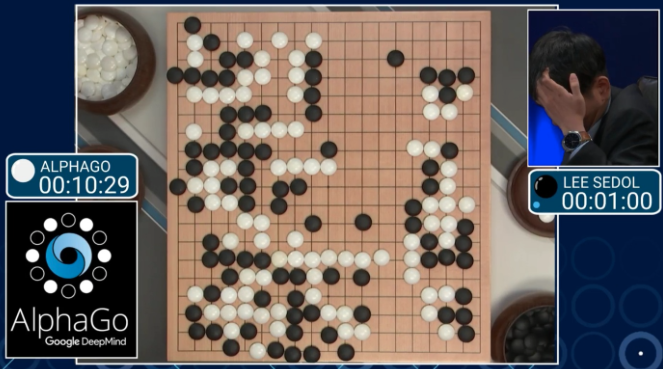 ALPHAGO
00:10:29
LEE SEDOL
00:01:00
AlphaGo
Google DeepMind